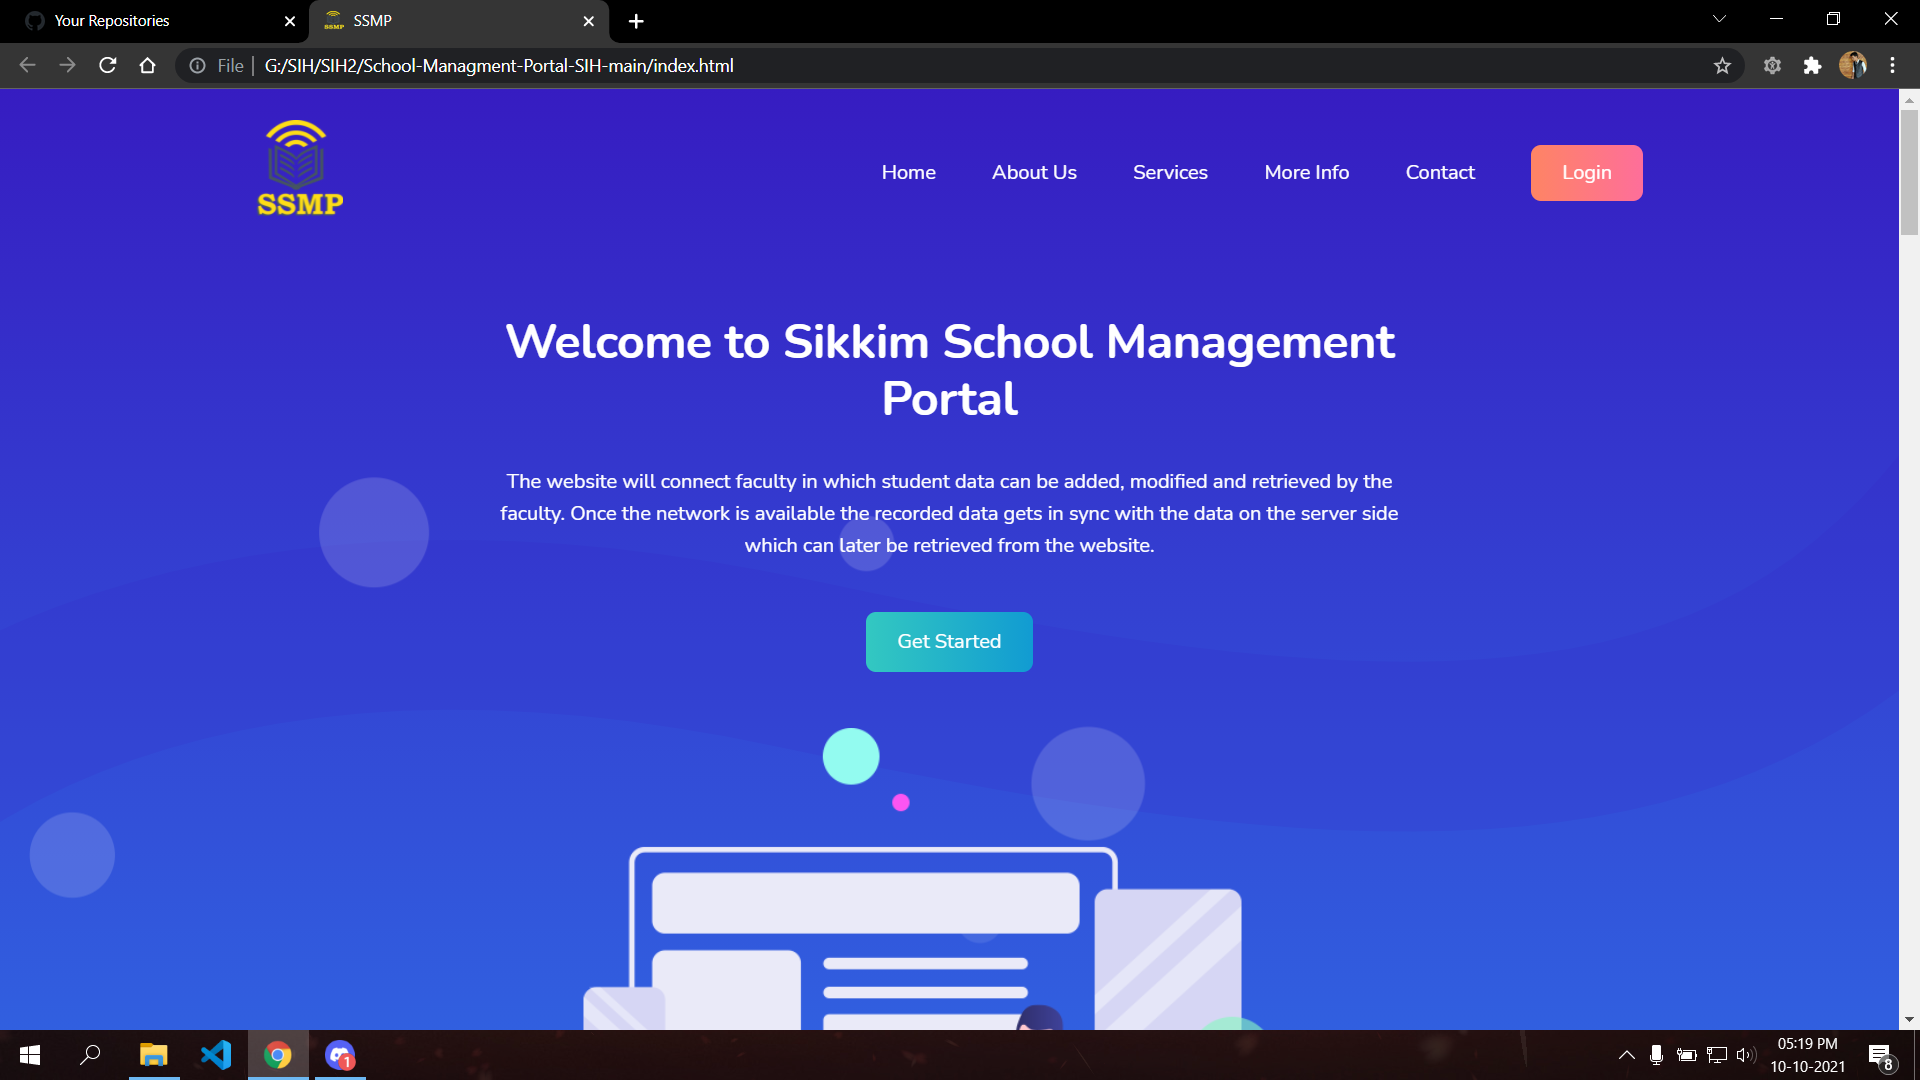 Your Repositories
SSMP
File
G:/SIH/SIH2/School-Managment-Portal-SIH-main/index.html
SSMP
Home
About Us
Services
More Info
Contact
Login
Welcome to Sikkim School Management
Portal
The website will connect faculty in which student data can be added, modified and retrieved by the
faculty. Once the network is available the recorded data gets in sync with the data on the server side
which can later be retrieved from the website.
Get Started
1
05:19 PM
10-10-2021
8